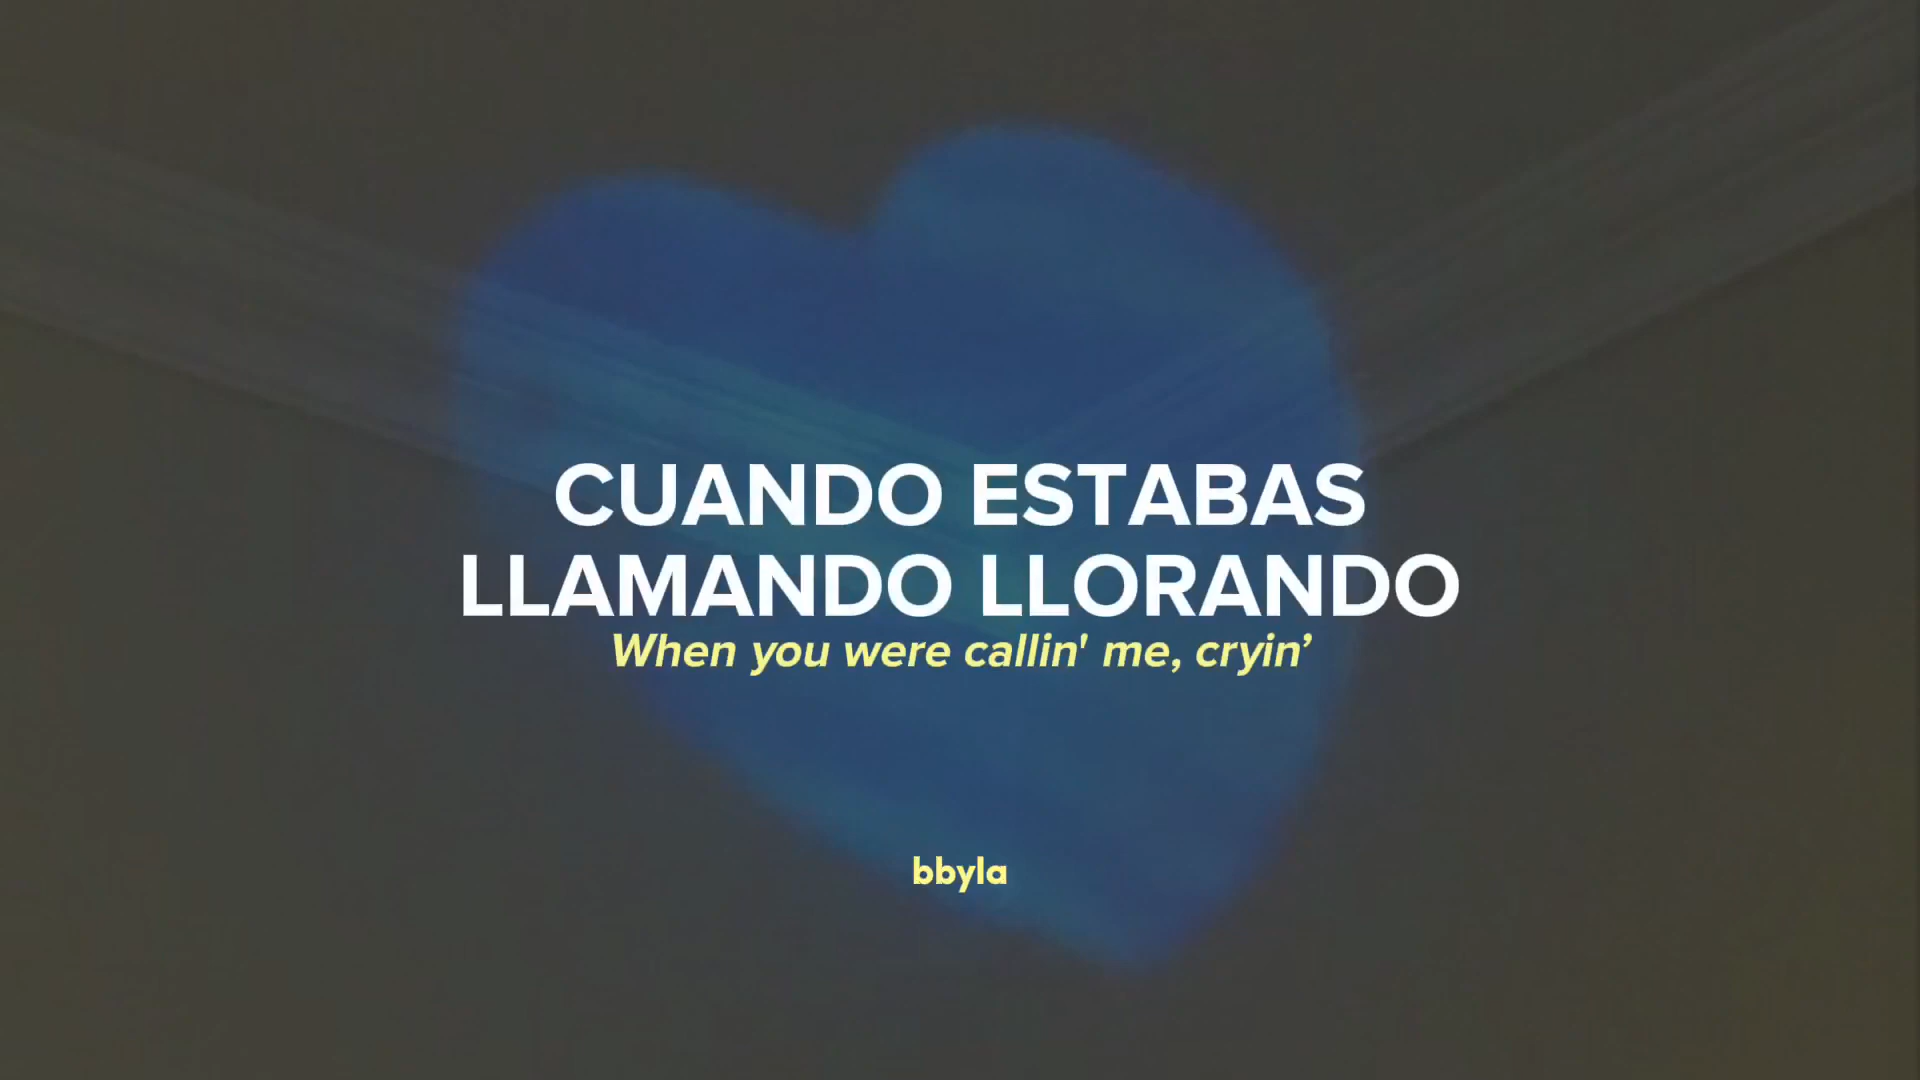 CUANDO ESTABAS
LLAMANDO LLORANDO
When you were callin' me, cryin’
bbyla